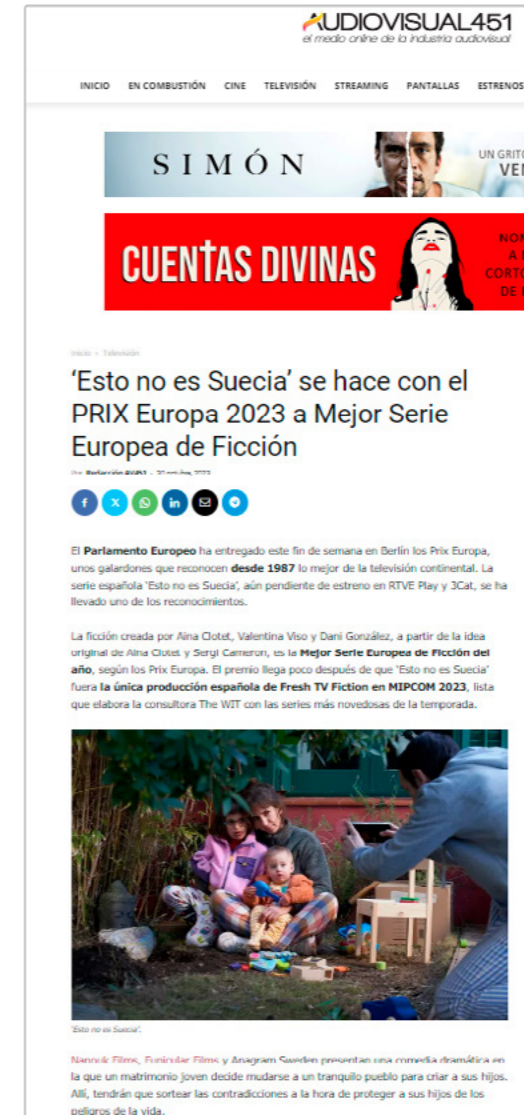 AUDIOVISUAL451
el medio online de la industria audiovisual
INICIO EN COMBUSTIÓN CINE TELEVISIÓN STREAMING PANTALLAS ESTRENOS
SIMÓN
UN GRITO
VEN
CUENTAS DIVINAS
NOR
A
CORTO
DE
Inicio > Televisión
'Esto no es Suecia' se hace con el
PRIX Europa 2023 a Mejor Serie
Europea de Ficción
Por Redacción AV451 - 30 octubre, 2023
El Parlamento Europeo ha entregado este fin de semana en Berlín los Prix Europa,
unos galardones que reconocen desde 1987 lo mejor de la televisión continental. La
serie española 'Esto no es Suecia', aún pendiente de estreno en RTVE Play y 3Cat, se ha
llevado uno de los reconocimientos.
La ficción creada por Aina Clotet, Valentina Viso y Dani González, a partir de la idea
original de Aina Clotet y Sergi Cameron, es la Mejor Serie Europea de Ficción del
año, según los Prix Europa. El premio llega poco después de que 'Esto no es Suecia'
fuera la única producción española de Fresh TV Fiction en MIPCOM 2023, lista
que elabora la consultora The WIT con las series más novedosas de la temporada.
'Esto no es Suecia'.
Nanouk Films, Funicular Films y Anagram Sweden presentan una comedia dramática en
la que un matrimonio joven decide mudarse a un tranquilo pueblo para criar a sus hijos.
Allí, tendrán que sortear las contradicciones a la hora de proteger a sus hijos de los
peligros de la vida.